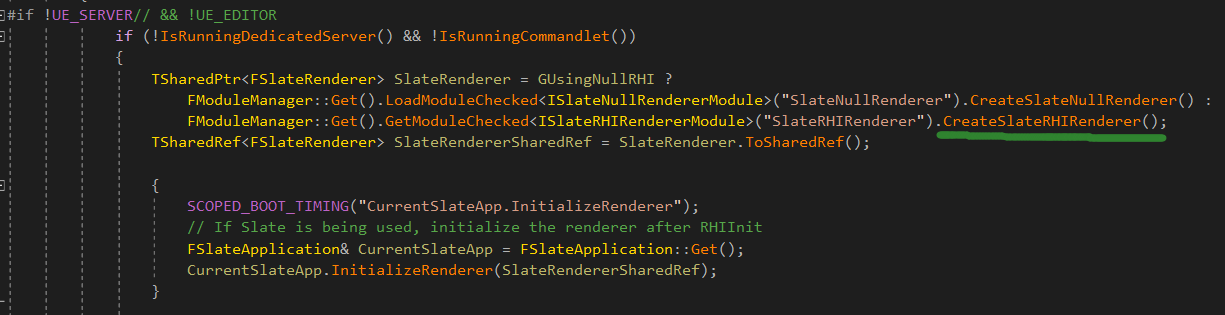 #if !UE_SERVER// && !UE_EDITOR
if (!IsRunningDedicatedServer() && !IsRunningCommandlet())
{
TSharedPtr<FSlateRenderer> SlateRenderer = GUsingNullRHI ?
FModuleManager::Get().LoadModuleChecked<ISlateNullRendererModule>("SlateNullRenderer").CreateSlateNullRenderer() :
FModuleManager::Get().GetModuleChecked<ISlateRHIRendererModule>("SlateRHIRenderer").CreateSlateRHIRenderer();
TSharedRef<FSlateRenderer> SlateRendererSharedRef = SlateRenderer.ToSharedRef();
{
SCOPED_BOOT_TIMING("CurrentSlateApp.InitializeRenderer");
// If Slate is being used, initialize the renderer after RHIInit
FSlateApplication& CurrentSlateApp = FSlateApplication::Get();
CurrentSlateApp.InitializeRenderer(SlateRendererSharedRef);
}